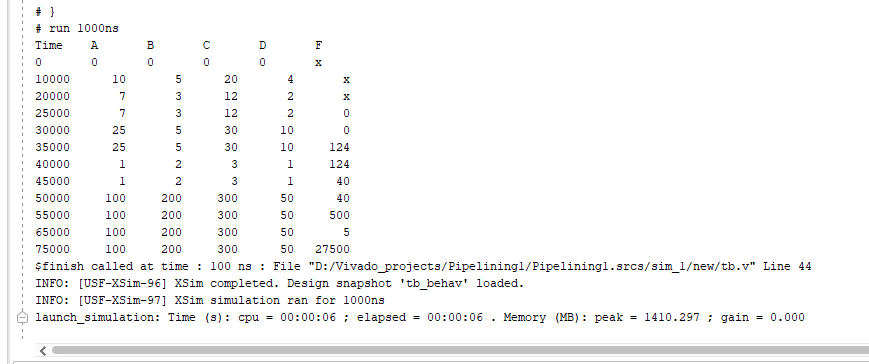 # }
# run 1000ns
Time A B C D F
0 0 0 0 0 x
10000 10 5 20 4 x
20000 7 3 12 2 x
25000 7 3 12 2 0
30000 25 5 30 10 0
35000 25 5 30 10 124
40000 1 2 3 1 124
45000 1 2 3 1 40
50000 100 200 300 50 40
55000 100 200 300 50 500
65000 100 200 300 50 5
75000 100 200 300 50 27500
$finish called at time : 100 ns : File "D:/Vivado_projects/Pipelining1/Pipelining1.srcs/sim_1/new/tb.v" Line 44
INFO: [USF-XSim-96] XSim completed. Design snapshot 'tb_behav' loaded.
INFO: [USF-XSim-97] XSim simulation ran for 1000ns
launch_simulation: Time (s): cpu = 00:00:06 ; elapsed = 00:00:06 . Memory (MB): peak = 1410.297 ; gain = 0.000